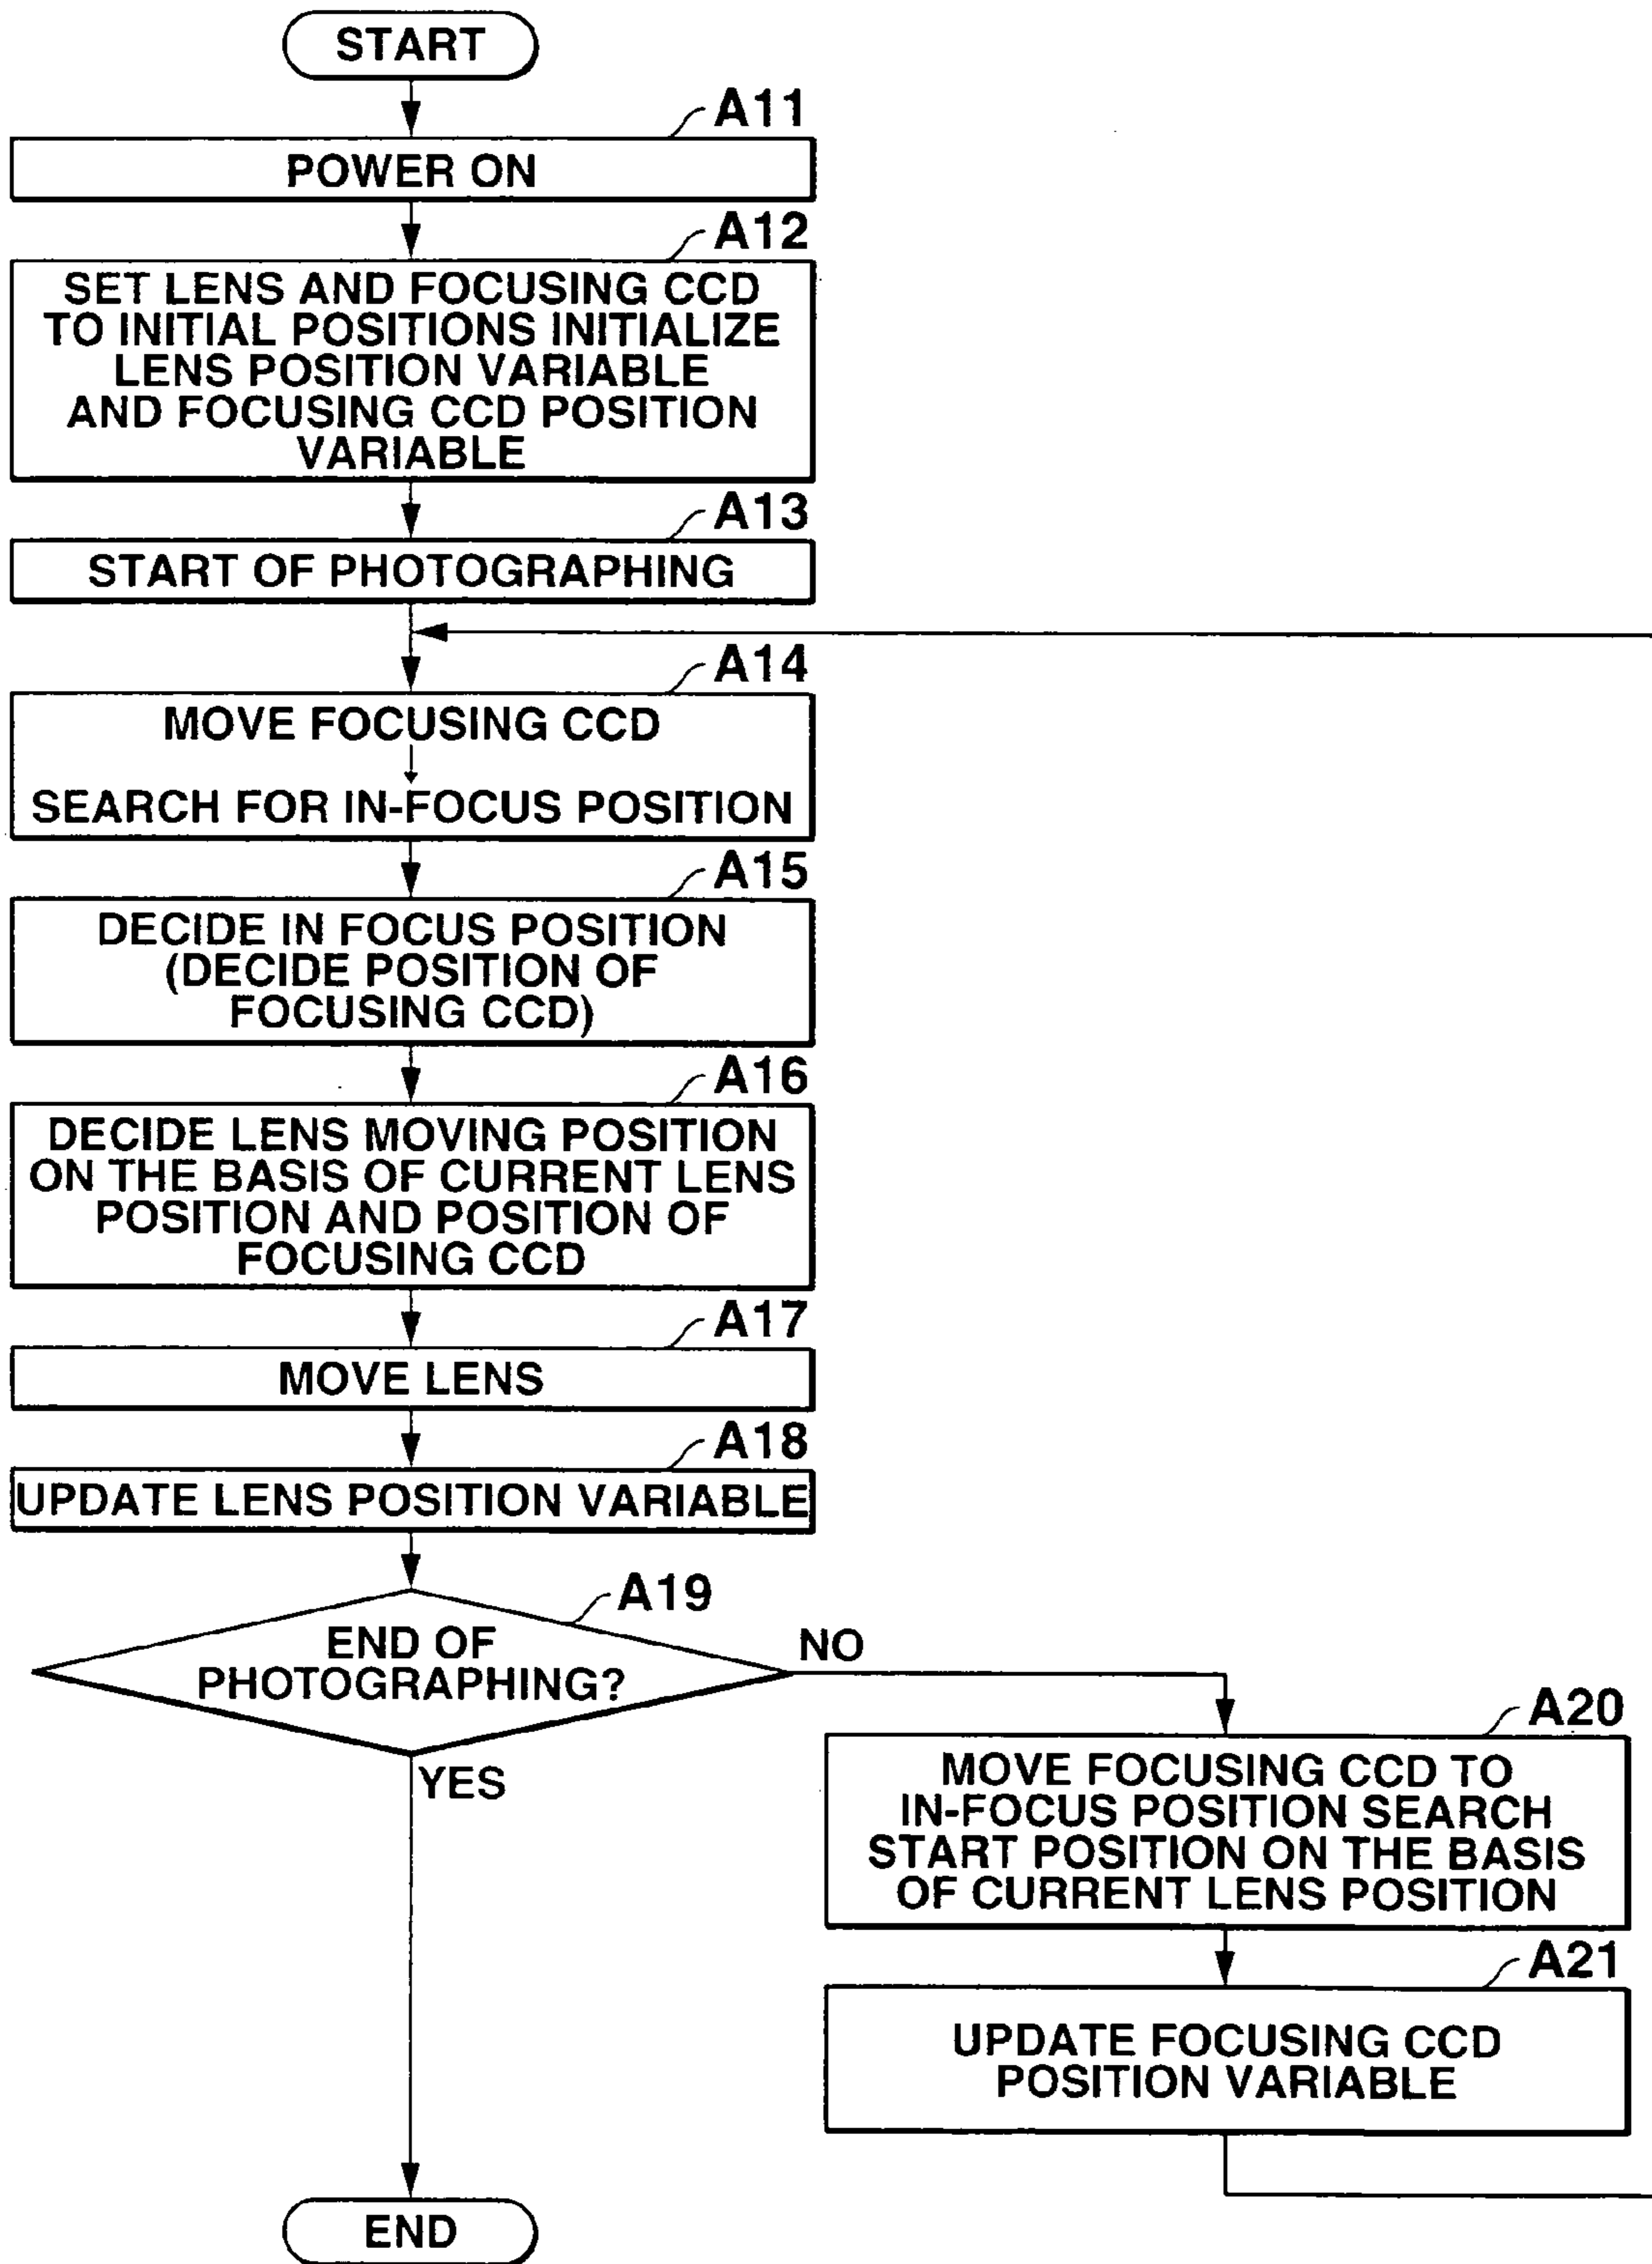 START
A11
POWER ON
A12
SET LENS AND FOCUSING CCD
TO INITIAL POSITIONS INITIALIZE
LENS POSITION VARIABLE
AND FOCUSING CCD POSITION
VARIABLE
A13
START OF PHOTOGRAPHING
A14
MOVE FOCUSING CCD
SEARCH FOR IN-FOCUS POSITION
A15
DECIDE IN FOCUS POSITION
(DECIDE POSITION OF
FOCUSING CCD)
A16
DECIDE LENS MOVING POSITION
ON THE BASIS OF CURRENT LENS
POSITION AND POSITION OF
FOCUSING CCD
A17
MOVE LENS
A18
UPDATE LENS POSITION VARIABLE
A19
END OF
PHOTOGRAPHING?
NO
YES
A20
MOVE FOCUSING CCD TO
IN-FOCUS POSITION SEARCH
START POSITION ON THE BASIS
OF CURRENT LENS POSITION
A21
UPDATE FOCUSING CCD
POSITION VARIABLE
END